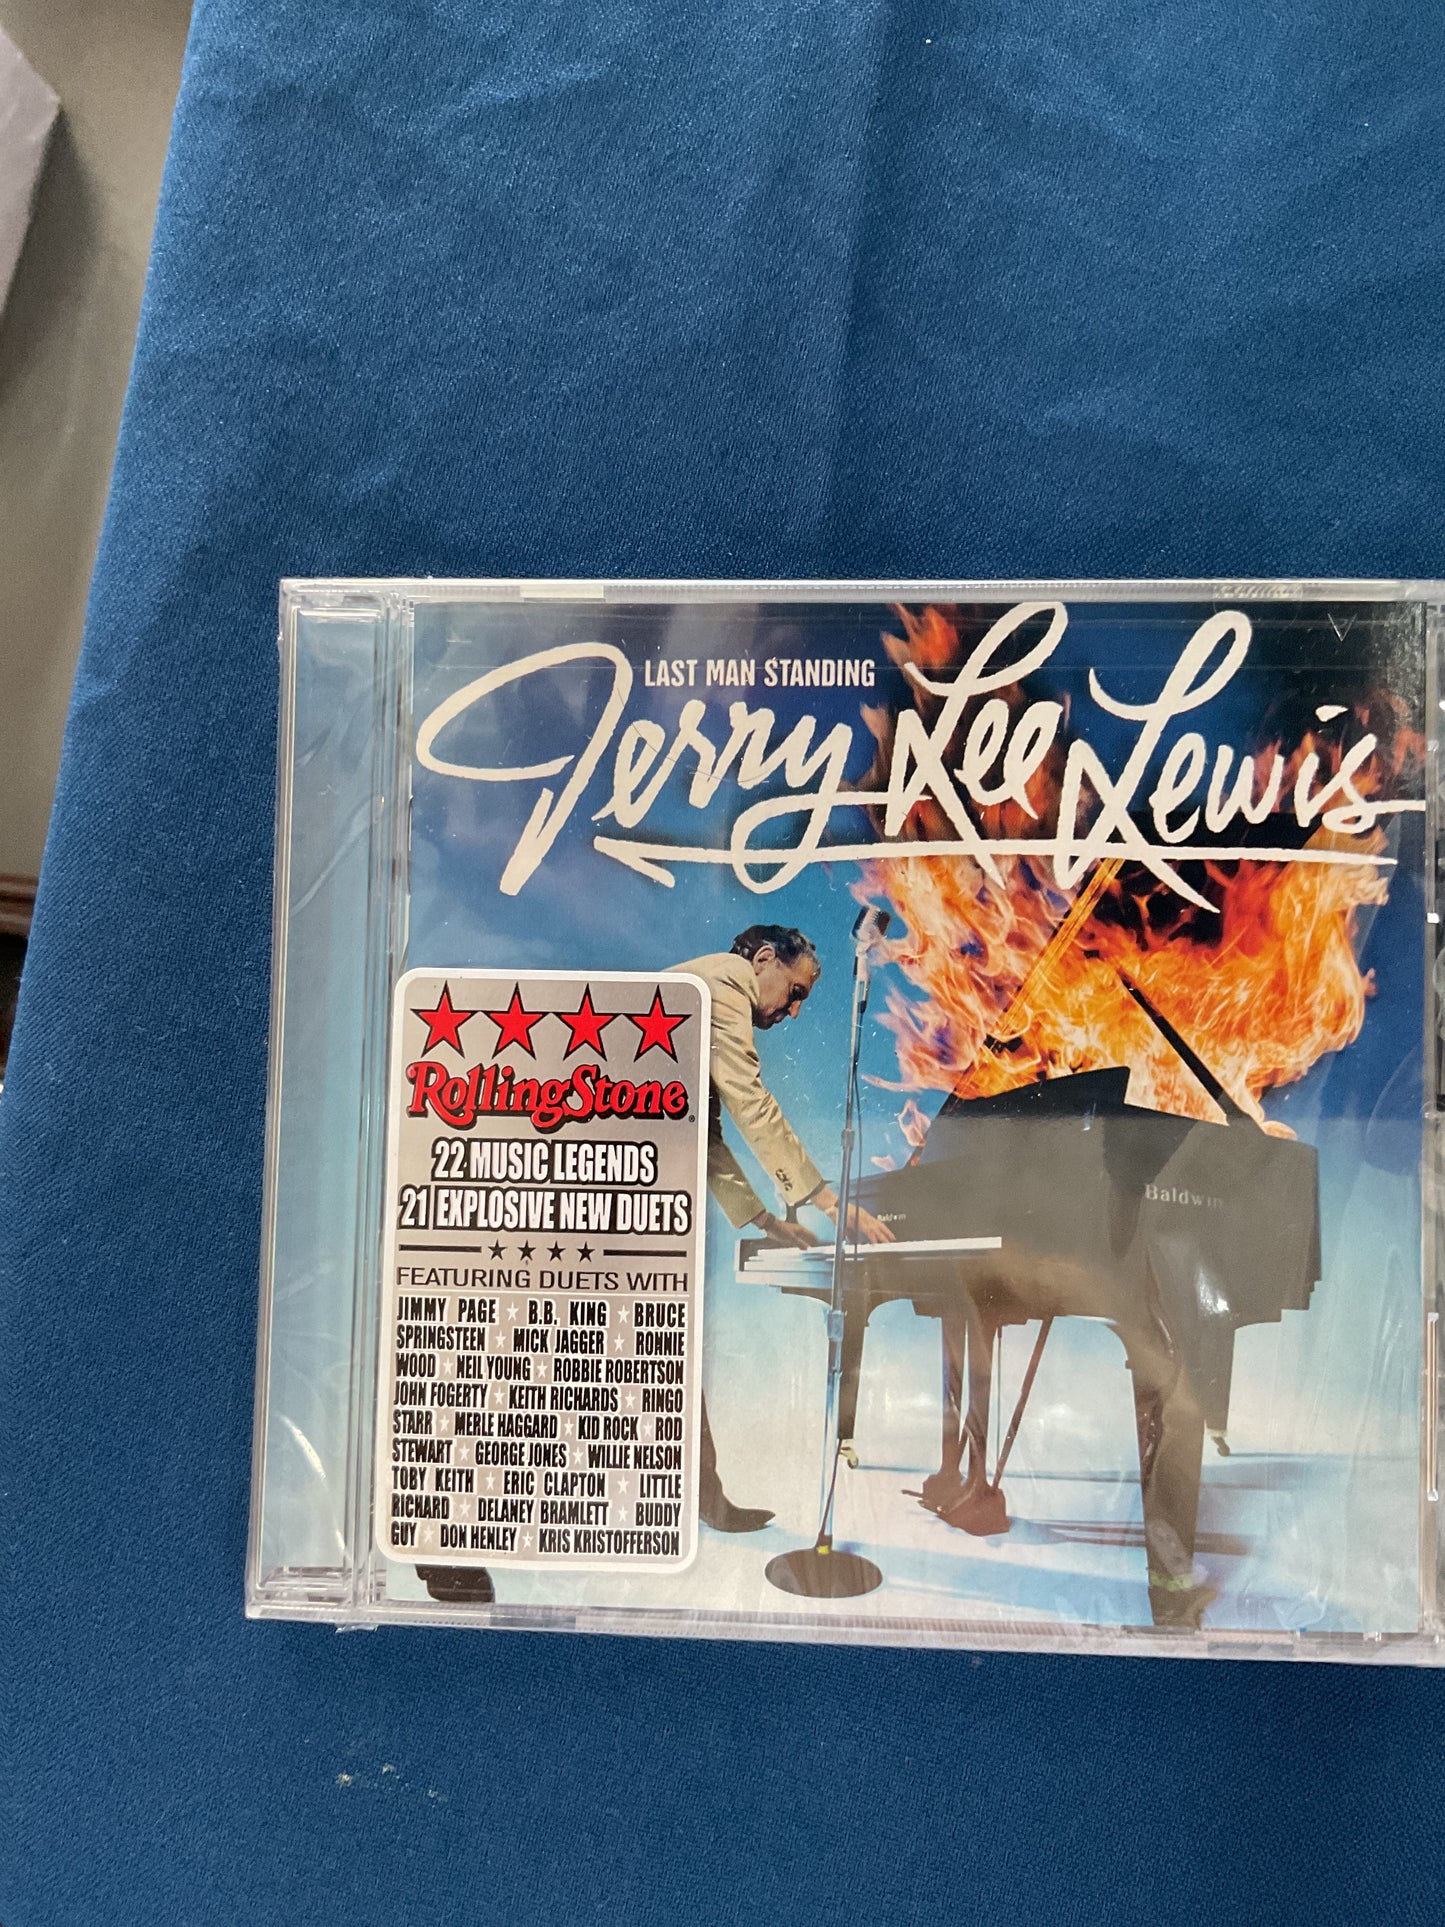 LAST MAN STANDING
Jerry Lee Lewis
Rolling Stone®
22 MUSIC LEGENDS
21 EXPLOSIVE NEW DUETS
FEATURING DUETS WITH
JIMMY PAGE ★ B.B. KING ★ BRUCE
SPRINGSTEEN ★ MICK JAGGER ★ RONNIE
WOOD ★ NEIL YOUNG ★ ROBBIE ROBERTSON
JOHN FOGERTY ★ KEITH RICHARDS ★ RINGO
STARR ★ MERLE HAGGARD ★ KID ROCK ★ ROD
STEWART ★ GEORGE JONES ★ WILLIE NELSON
TOBY KEITH ★ ERIC CLAPTON ★ LITTLE
RICHARD ★ DELANEY BRAMLETT ★ BUDDY
GUY ★ DON HENLEY ★ KRIS KRISTOFFERSON
Baldwin
Baldwin